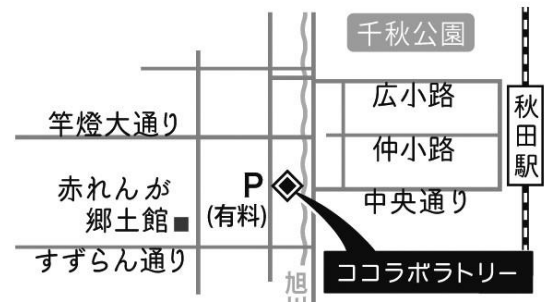 千秋公園
広小路
秋田駅
竿燈大通り
仲小路
赤れんが
郷土館
P
(有料)
中央通り
すずらん通り
旭川
ココラボラトリー